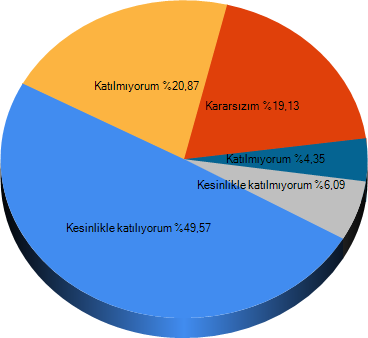 Katılmıyorum %20,87
Kararsızım %19,13
Katılmıyorum %4,35
Kesinlikle katılmıyorum %6,09
Kesinlikle katılıyorum %49,57